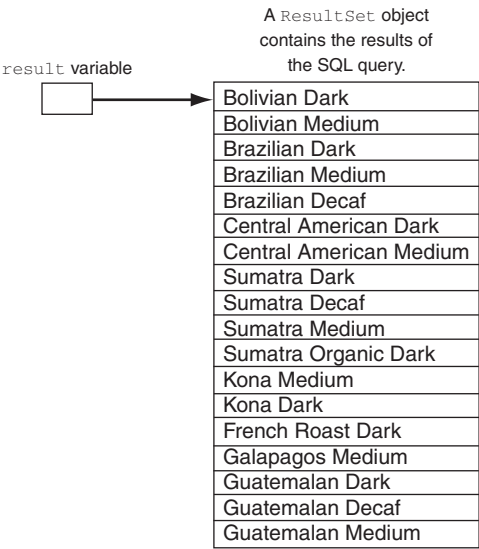 A ResultSet object
contains the results of
the SQL query.
result variable
Bolivian Dark
Bolivian Medium
Brazilian Dark
Brazilian Medium
Brazilian Decaf
Central American Dark
Central American Medium
Sumatra Dark
Sumatra Decaf
Sumatra Medium
Sumatra Organic Dark
Kona Medium
Kona Dark
French Roast Dark
Galapagos Medium
Guatemalan Dark
Guatemalan Decaf
Guatemalan Medium